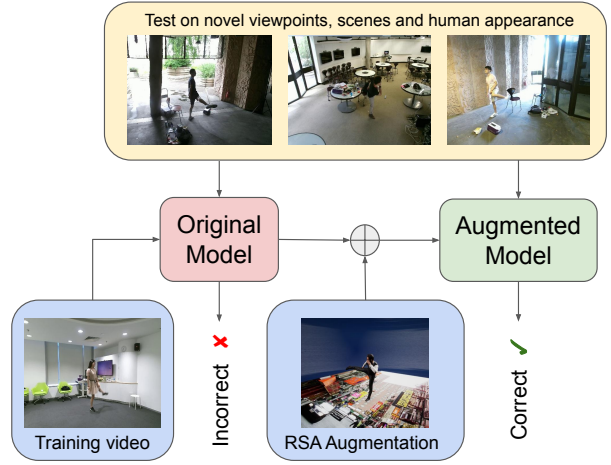 Test on novel viewpoints, scenes and human appearance
Original
Model
Augmented
Model
Incorrect
Correct
Training video
RSA Augmentation